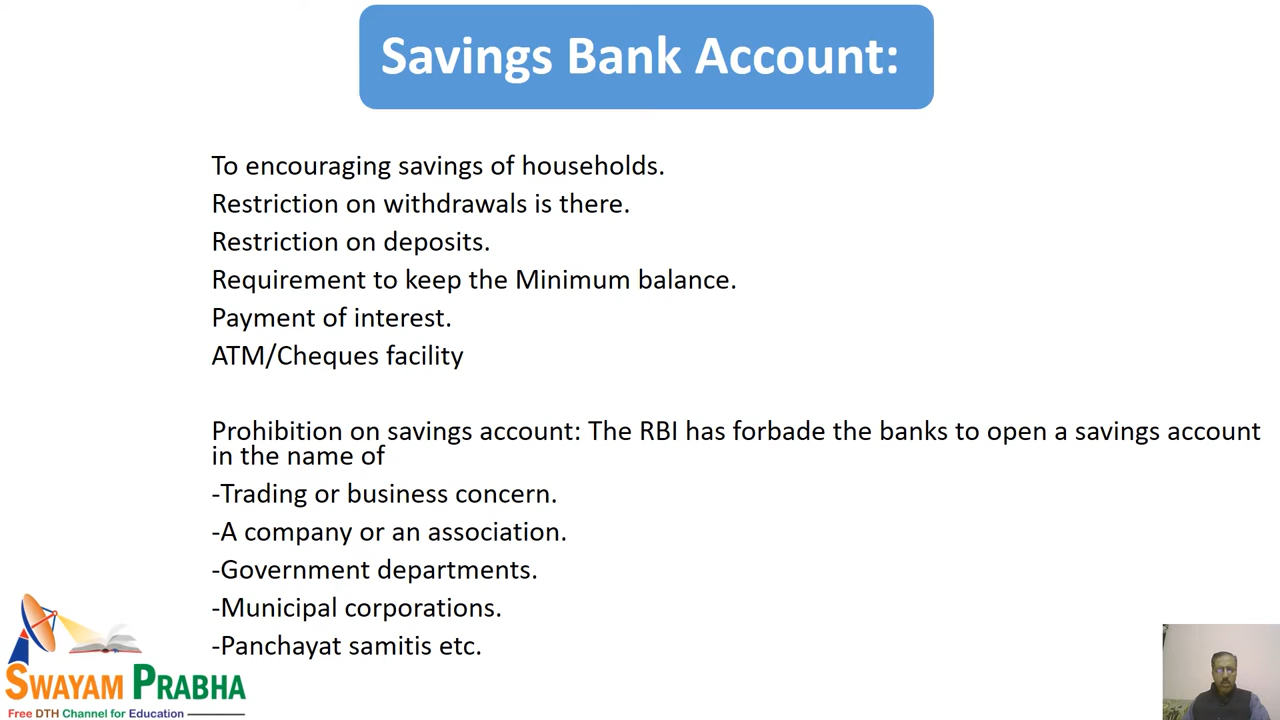 Savings Bank Account:
To encouraging savings of households.
Restriction on withdrawals is there.
Restriction on deposits.
Requirement to keep the Minimum balance.
Payment of interest.
ATM/Cheques facility
Prohibition on savings account: The RBI has forbade the banks to open a savings account
in the name of
-Trading or business concern.
-A company or an association.
-Government departments.
-Municipal corporations.
-Panchayat samitis etc.
SWAYAM PRABHA
Free DTH Channel for Education